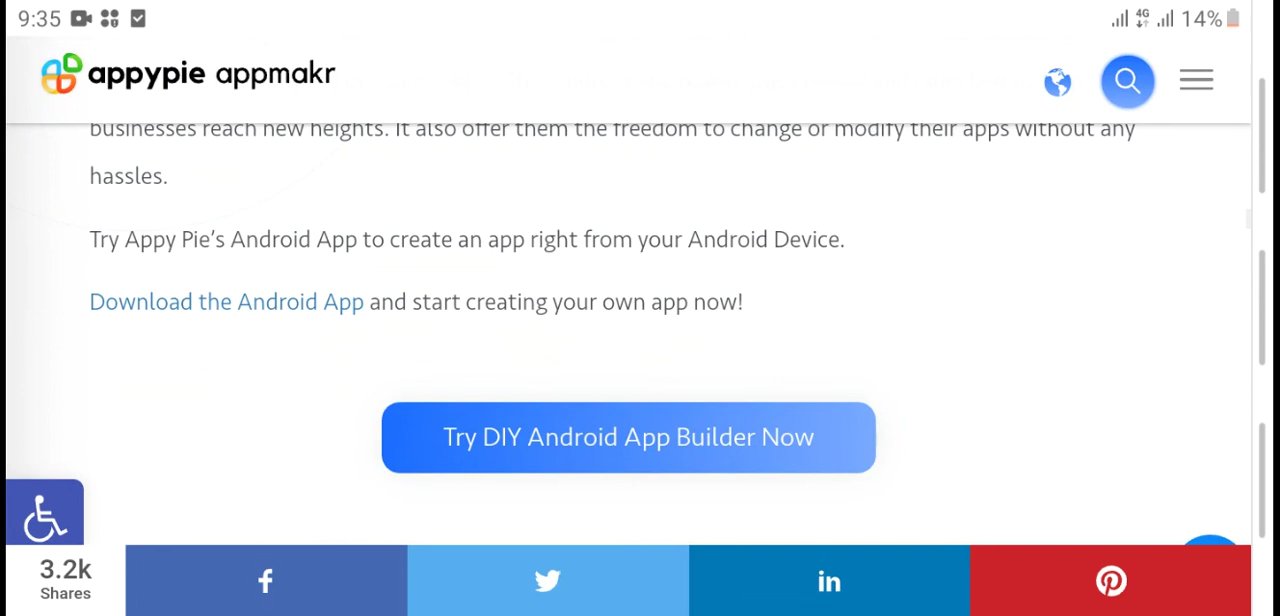 9:35 4G 14%
appypie appmakr
businesses reach new heights. It also offer them the freedom to change or modify their apps without any
hassles.
Try Appy Pie’s Android App to create an app right from your Android Device.
Download the Android App and start creating your own app now!
Try DIY Android App Builder Now
3.2k
Shares